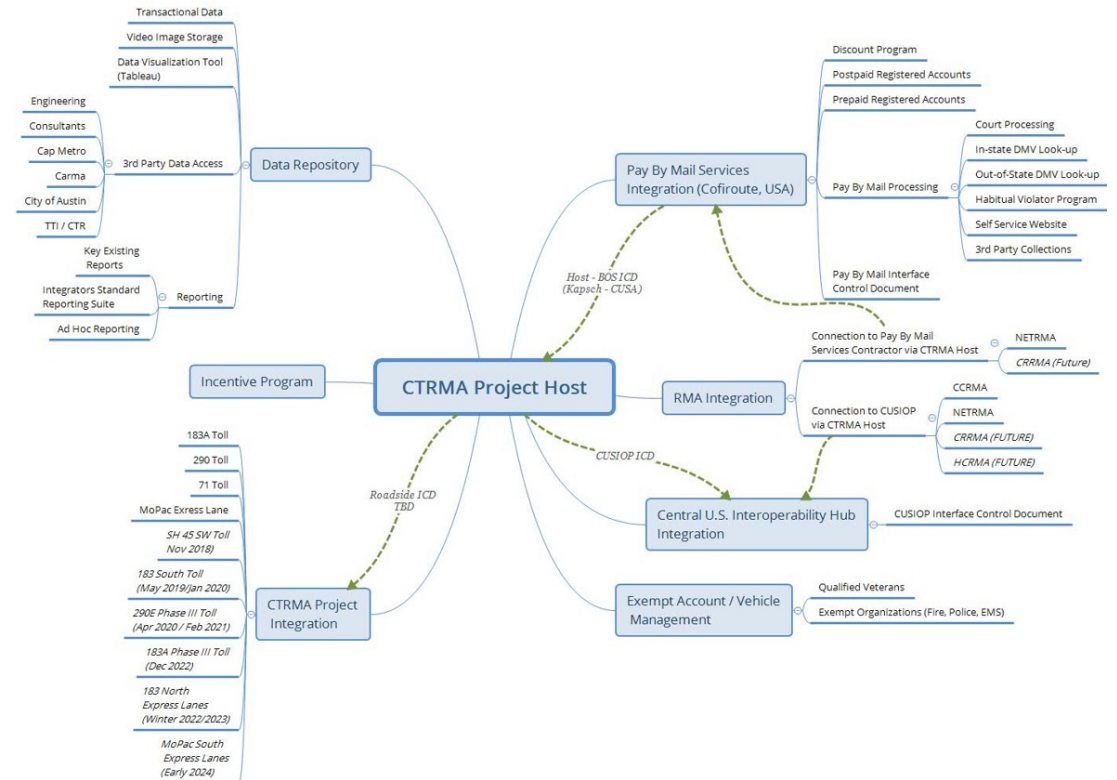 Transactional Data
Video Image Storage
Data Visualization Tool
(Tableau)
Engineering
Consultants
Cap Metro
Carma
City of Austin
TTI / CTR
3rd Party Data Access
Data Repository
Key Existing
Reports
Integrators Standard
Reporting Suite
Ad Hoc Reporting
Reporting
Incentive Program
CTRMA Project Host
183A Toll
290 Toll
71 Toll
MoPac Exress Lane
SH 45 SW Toll
Nov 2018)
183 South Toll
(May 2019/Jan 2020)
290E Phase III Toll
(Apr 2020 / Feb 2021)
183A Phase III Toll
(Dec 2022)
183 North
Express Lanes
(Winter 2022/2023)
MoPac South
Express Lanes
(Early 2024)
CTRMA Project
Integration
Roadside ICD
TBD
Host - BOS ICD
(Kapsch - CUSA)
CUSIOP ICD
Pay By Mail Services
Integration (Cofiroute, USA)
Discount Program
Postpaid Registered Accounts
Prepaid Registered Accounts
Pay By Mail Processing
Court Processing
In-state DMV Look-up
Out-of-State DMV Look-up
Habitual Violator Program
Self Service Website
3rd Party Collections
Pay By Mail Interface
Control Document
RMA Integration
Connection to Pay By Mail
Services Contractor via CTRMA Host
NETRMA
CRRMA (Future)
Connection to CUSIOP
via CTRMA Host
CCRMA
NETRMA
CRRMA (FUTURE)
HCRMA (FUTURE)
Central U.S. Interoperability Hub
Integration
CUSIOP Interface Control Document
Exempt Account / Vehicle
Management
Qualified Veterans
Exempt Organizations (Fire, Police, EMS)